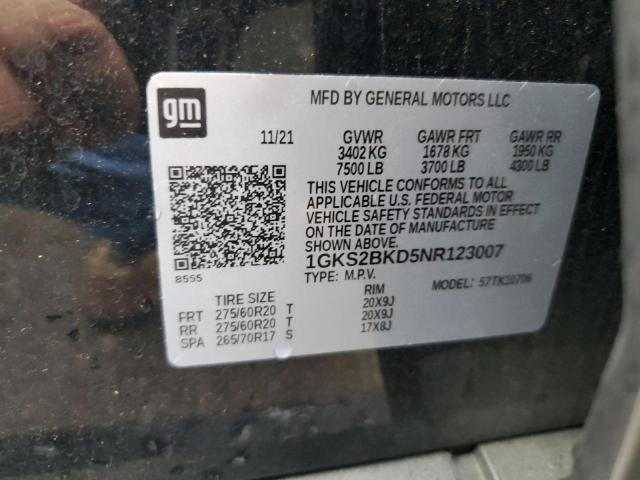 gm
MFD BY GENERAL MOTORS LLC
11/21 GVWR GAWR FRT GAWR RR
3402 KG 1678 KG 1950 KG
7500 LB 3700 LB 4300 LB
THIS VEHICLE CONFORMS TO ALL
APPLICABLE U.S. FEDERAL MOTOR
VEHICLE SAFETY STANDARDS IN EFFECT
ON THE DATE OF MANUFACTURE
SHOWN ABOVE.
1GKS2BKD5NR123007
8555
TYPE: M.P.V. MODEL: 57TK10706
TIRE SIZE RIM
FRT 275/60R20 T 20X9J
RR 275/60R20 T 20X9J
SPA 265/70R17 S 17X8J